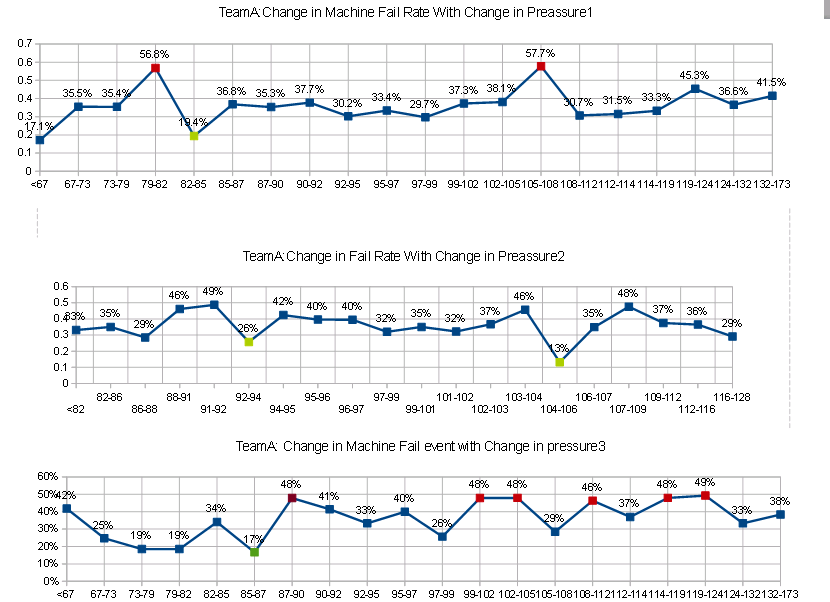 TeamA:Change in Machine Fail Rate With Change in Preassure1
0.7
0.6
0.5
0.4
0.3
0.2
0.1
0
17.1% 35.5% 35.4% 56.8% 19.4% 36.8% 35.3% 37.7% 30.2% 33.4% 29.7% 37.3% 38.1% 57.7% 30.7% 31.5% 33.3% 45.3% 36.6% 41.5%
<67 67-73 73-79 79-82 82-85 85-87 87-90 90-92 92-95 95-97 97-99 99-102 102-105 105-108 108-112 112-114 114-119 119-124 124-132 132-173
TeamA:Change in Fail Rate With Change in Preassure2
0.6
0.5
0.4
0.3
0.2
0.1
0
33% 35% 29% 46% 49% 26% 42% 40% 40% 32% 35% 32% 37% 46% 13% 35% 48% 37% 36% 29%
82-86 88-91 92-94 95-96 97-99 101-102 103-104 106-107 109-112 116-128
<82 86-88 91-92 94-95 96-97 99-101 102-103 104-106 107-109 112-116
TeamA: Change in Machine Fail event with Change in pressure3
60%
50%
40%
30%
20%
10%
0%
42% 25% 19% 19% 34% 17% 48% 41% 33% 40% 26% 48% 48% 29% 46% 37% 48% 49% 33% 38%
<67 67-73 73-79 79-82 82-85 85-87 87-90 90-92 92-95 95-97 97-99 99-102 102-105 105-108 108-112 112-114 114-119 119-124 124-132 132-173